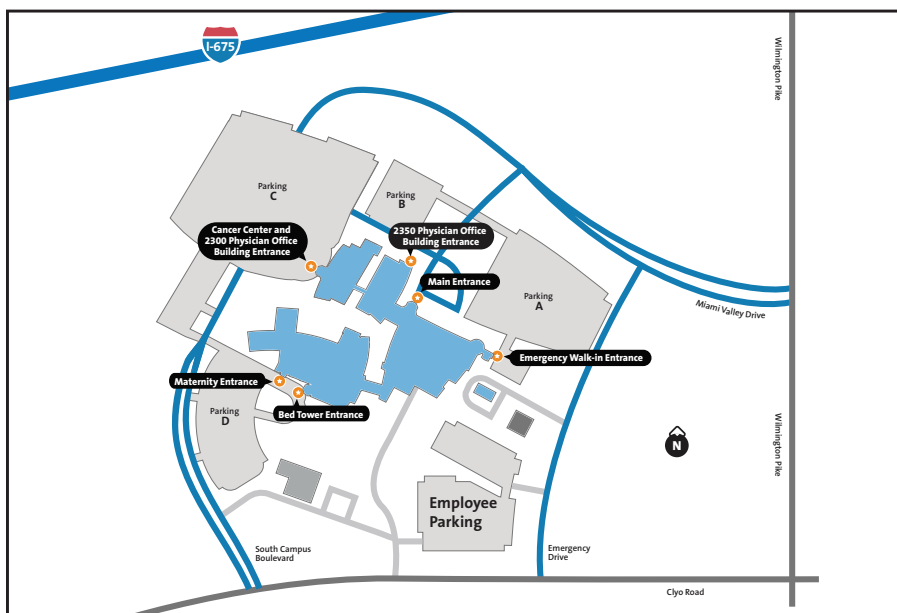 I-675
Wilmington Pike
Parking
C
Parking
B
Cancer Center and
2300 Physician Office
Building Entrance
2350 Physician Office
Building Entrance
Main Entrance
Parking
A
Miami Valley Drive
Emergency Walk-in Entrance
Maternity Entrance
Bed Tower Entrance
Parking
D
N
Wilmington Pike
Employee
Parking
South Campus
Boulevard
Emergency
Drive
Clyo Road